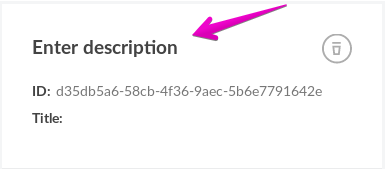 Enter description
ID: d35db5a6-58cb-4f36-9aec-5b6e7791642e
Title: